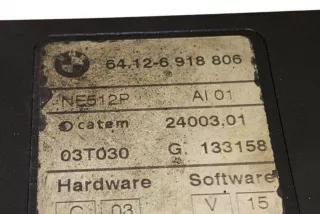 64.12-6 918 806
NE512P AI 01
catem 24003.01
03T030 G. 133158
Hardware Software
C 03 V 15